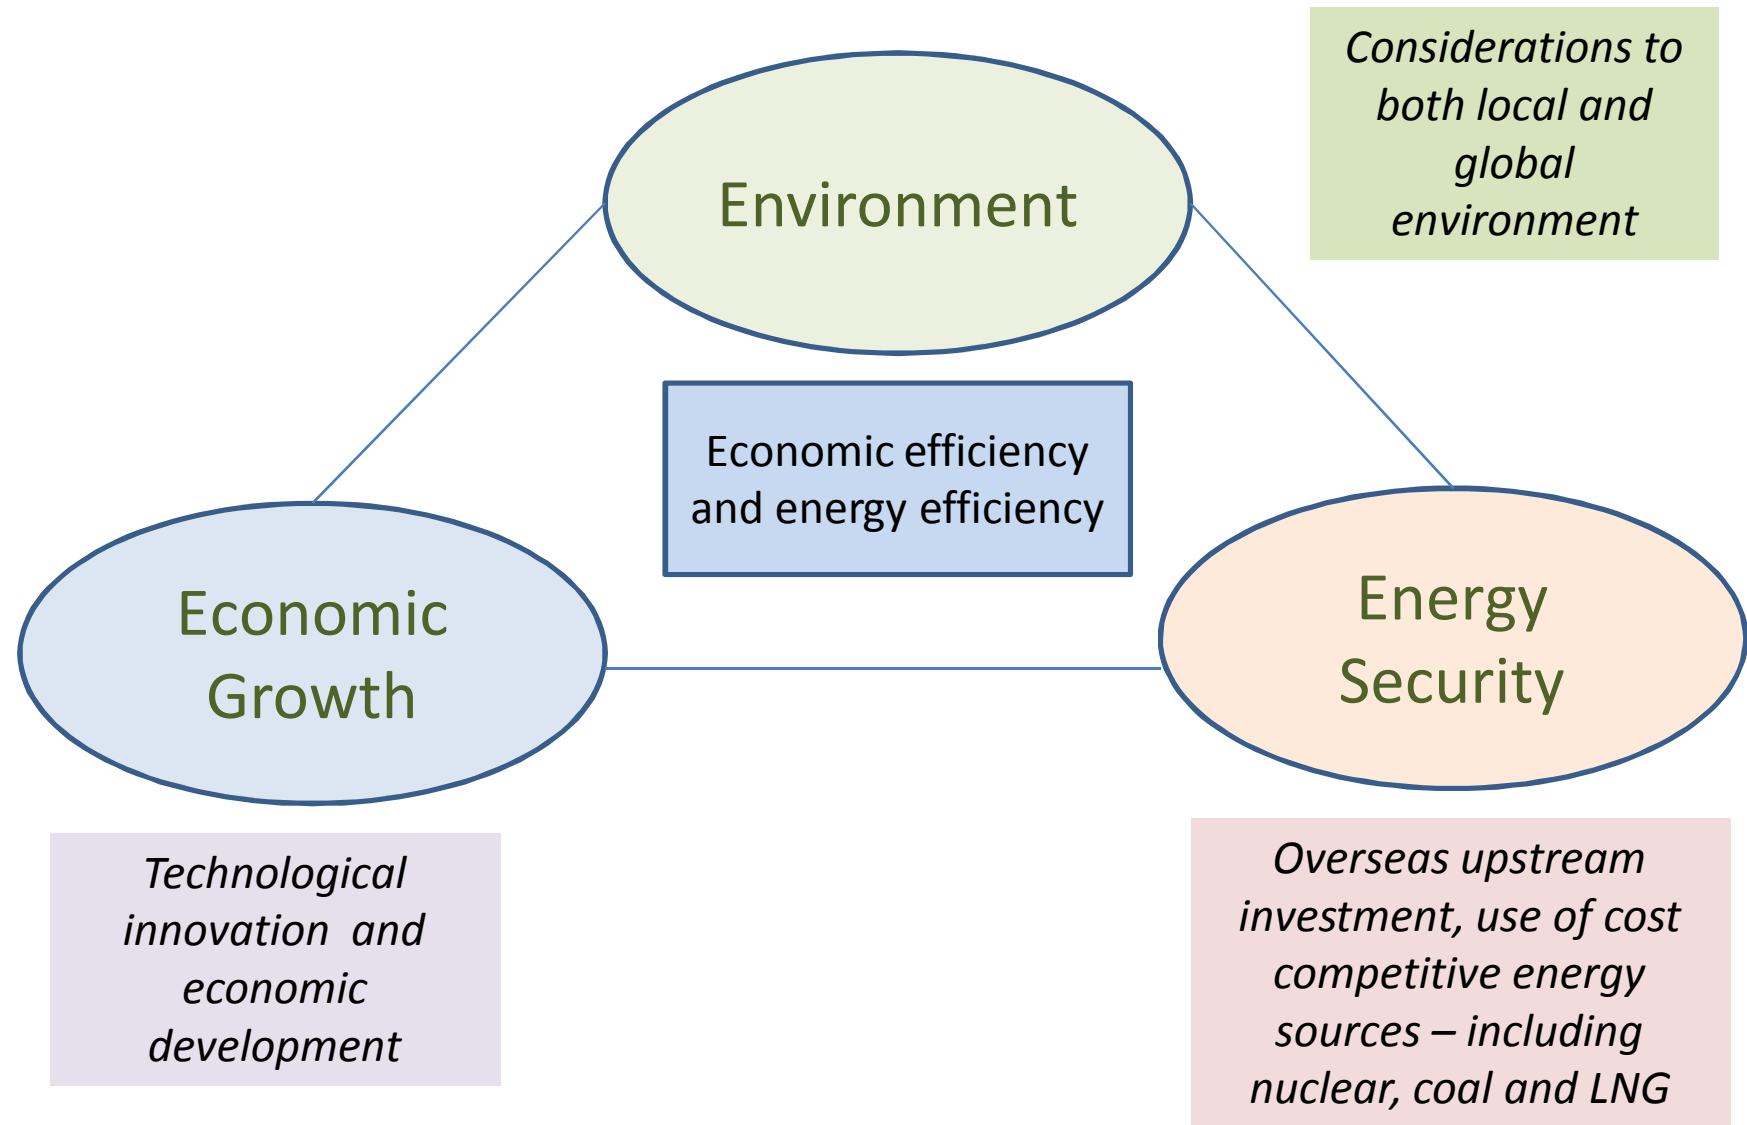 Considerations to
both local and
global
environment
Environment
Economic efficiency
and energy efficiency
Economic
Growth
Energy
Security
Technological
innovation  and
economic
development
Overseas upstream
investment, use of cost
competitive energy
sources – including
nuclear, coal and LNG